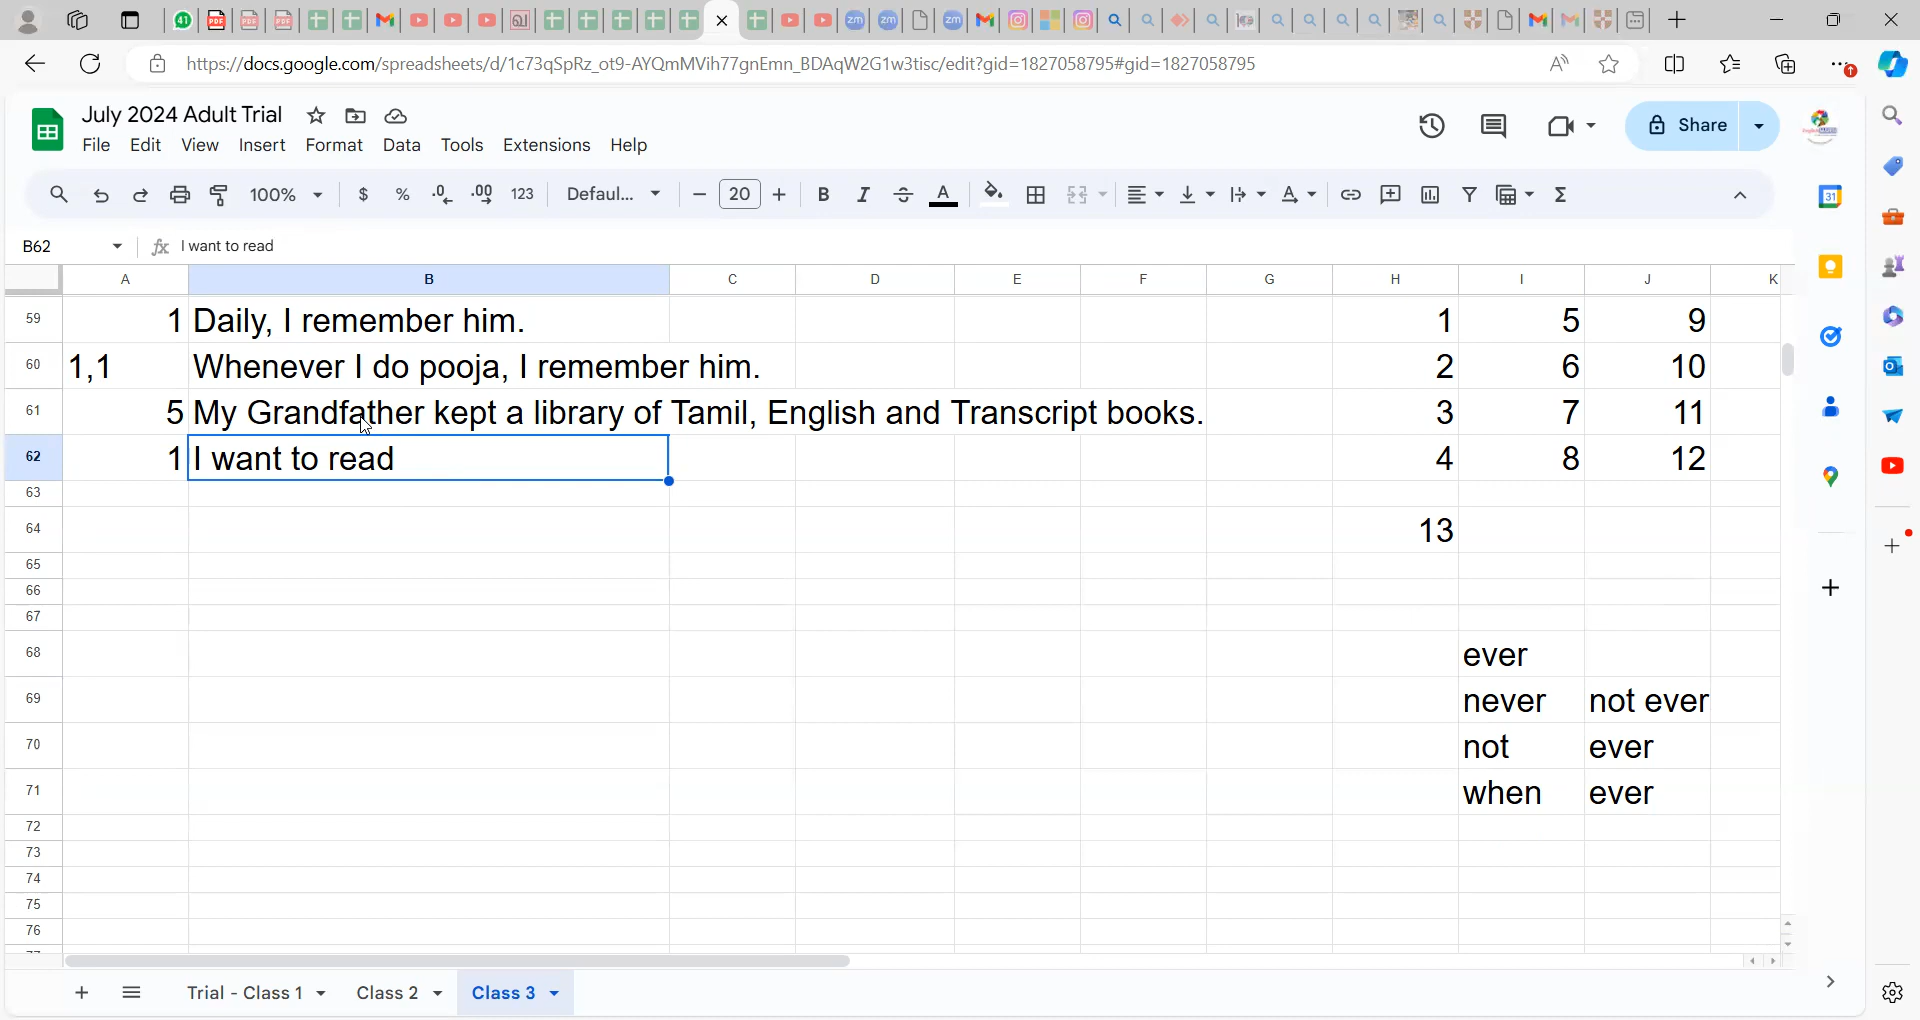 41
https://docs.google.com/spreadsheets/d/1c73qSpRz_ot9-AYQmMVih77gnEmn_BDAqW2G1w3tisc/edit?gid=1827058795#gid=1827058795
July 2024 Adult Trial
File Edit View Insert Format Data Tools Extensions Help
Share
100% $ % .0 .00 123 Defaul... 20 B I A
B62 fx I want to read
A B C D E F G H I J K
59 1 Daily, I remember him. 1 5 9
60 1,1 Whenever I do pooja, I remember him. 2 6 10
61 5 My Grandfather kept a library of Tamil, English and Transcript books. 3 7 11
62 1 I want to read 4 8 12
63
64 13
65
66
67
68 ever
69 never not ever
70 not ever
71 when ever
72
73
74
75
76
Trial - Class 1 Class 2 Class 3